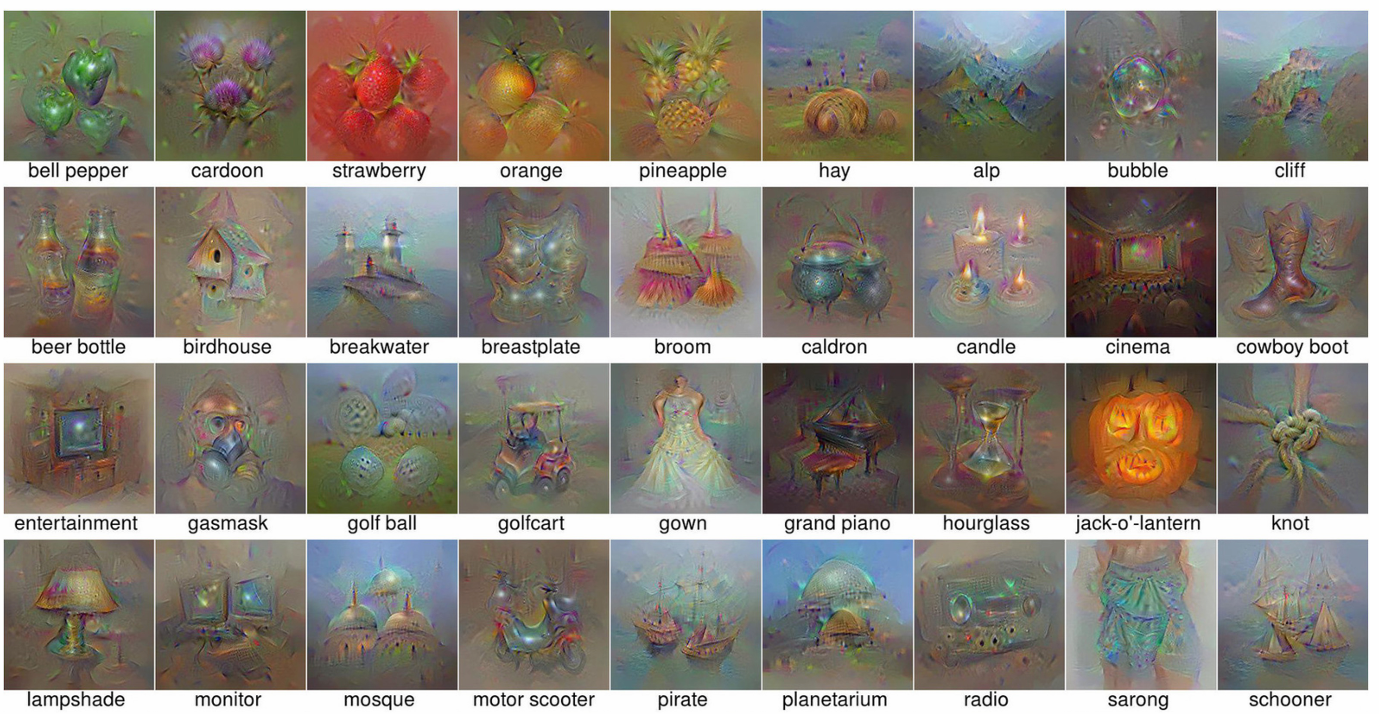 bell pepper cardoon strawberry orange pineapple hay alp bubble cliff
beer bottle birdhouse breakwater breastplate broom caldron candle cinema cowboy boot
entertainment gasmask golf ball golfcart gown grand piano hourglass jack-o'-lantern knot
lampshade monitor mosque motor scooter pirate planetarium radio sarong schooner